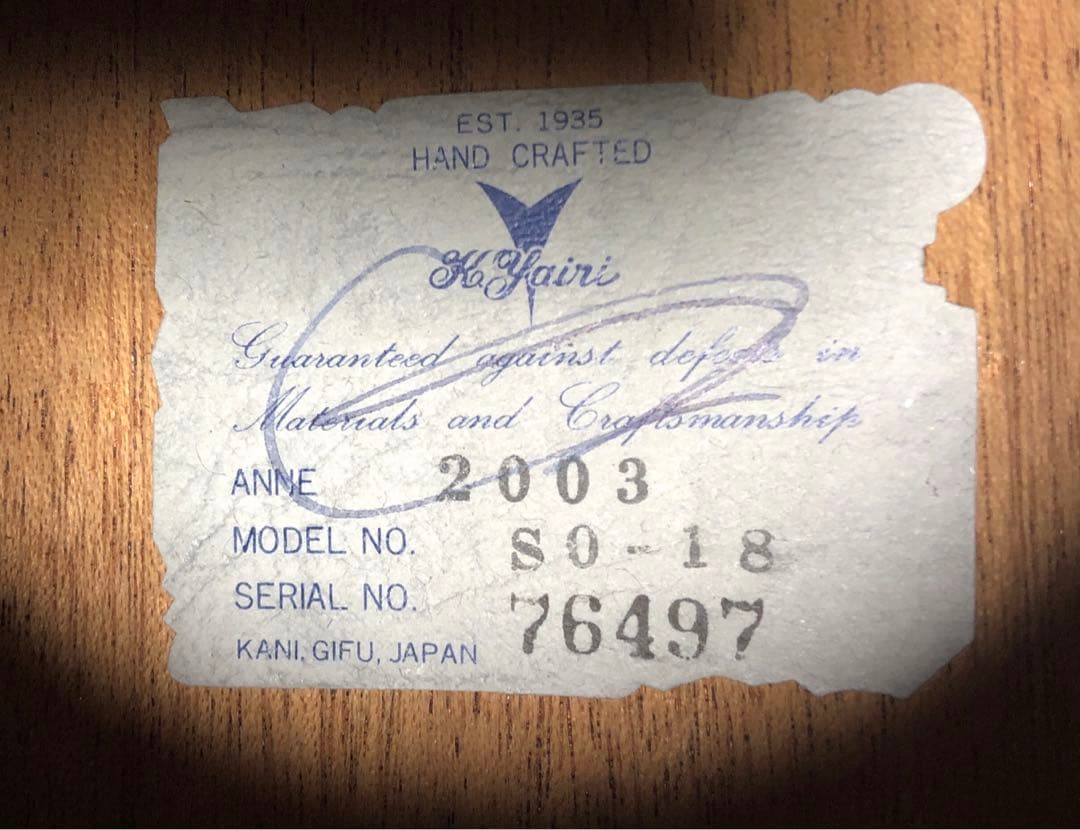 EST. 1935
HAND CRAFTED
K.Yairi
Guaranteed against defects in
Materials and Craftsmanship
ANNE 2003
MODEL NO. SO-18
SERIAL NO. 76497
KANI, GIFU, JAPAN